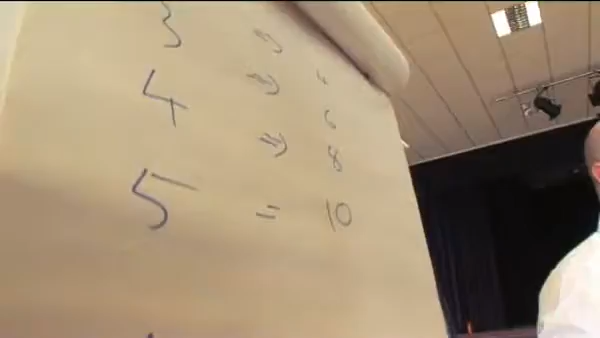 ⇒ 4
3 ⇒ 6
4 ⇒ 8
5 = 10